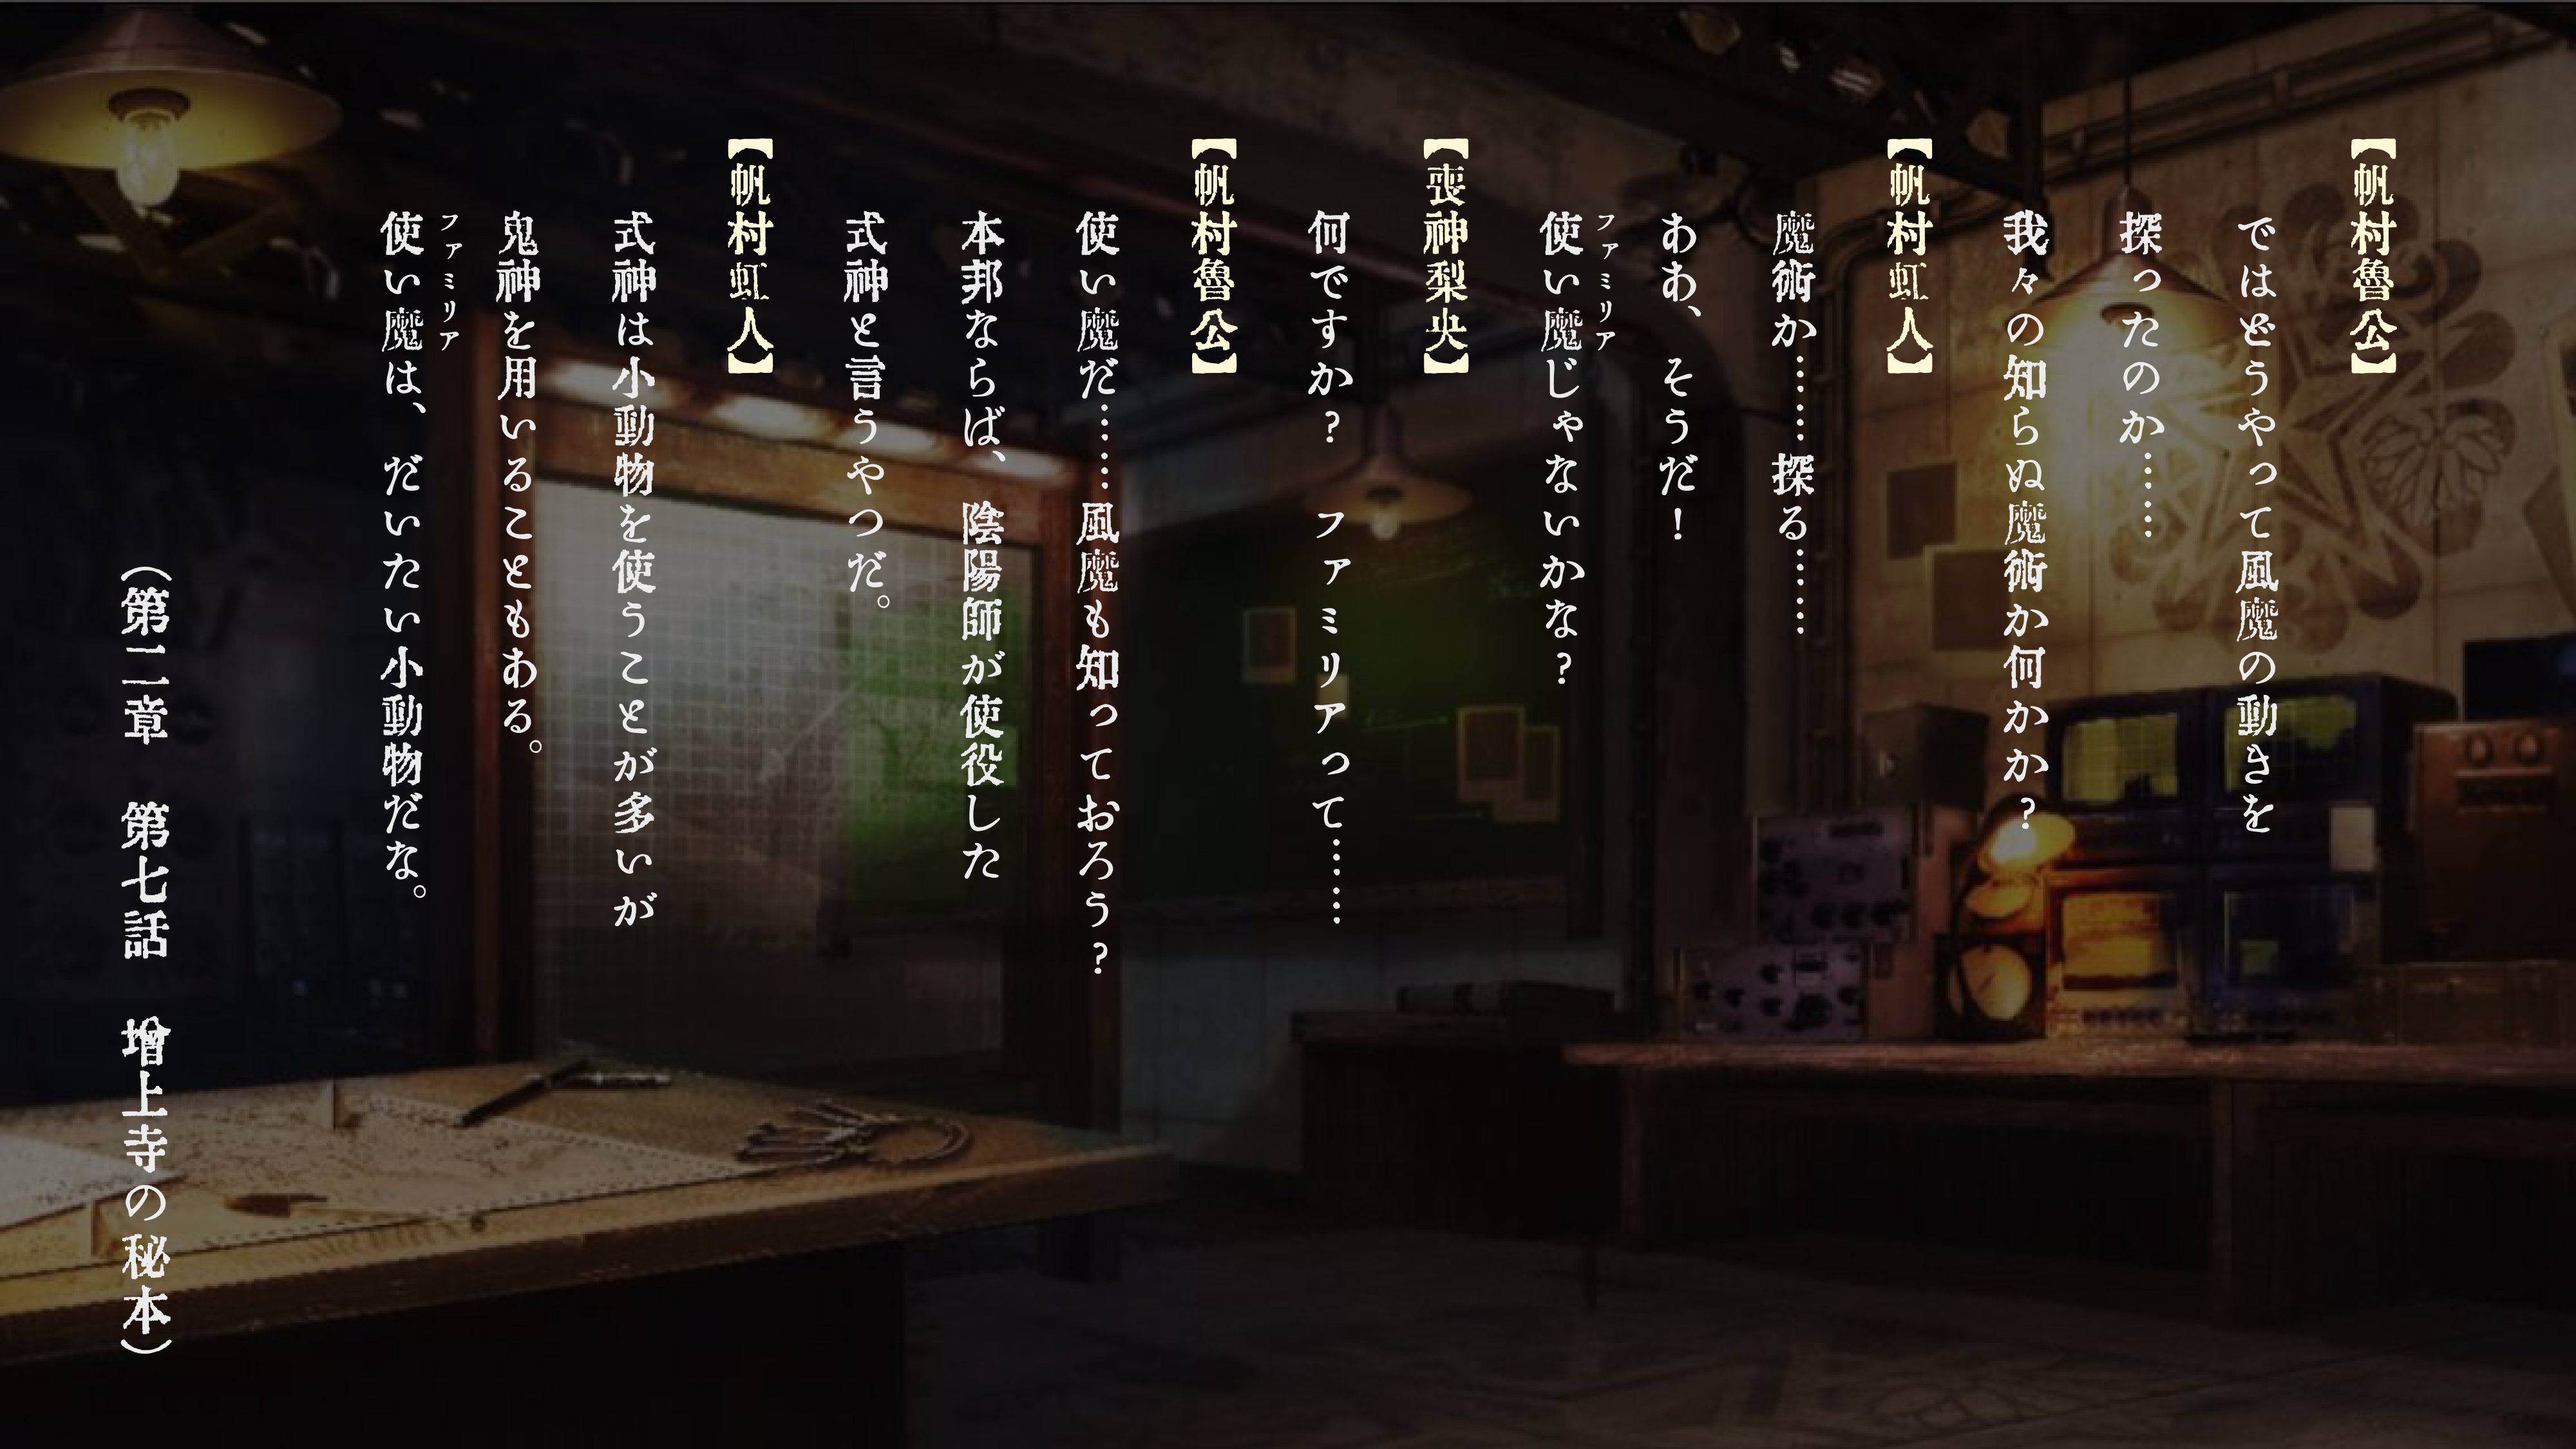 【帆村魯公】
ではどうやって風魔の動きを
探ったのか……
我々の知らぬ魔術か何かか？
【帆村虹人】
魔術か……探る……
ああ、そうだ！
使い魔じゃないかな？
ファミリア
【喪神梨央】
何ですか？　ファミリアって……
【帆村魯公】
使い魔だ……風魔も知っておろう？
本邦ならば、陰陽師が使役した
式神と言うやつだ。
【帆村虹人】
式神は小動物を使うことが多いが
鬼神を用いることもある。
使い魔は、だいたい小動物だな。
ファミリア
（第二章　第七話　増上寺の秘本）